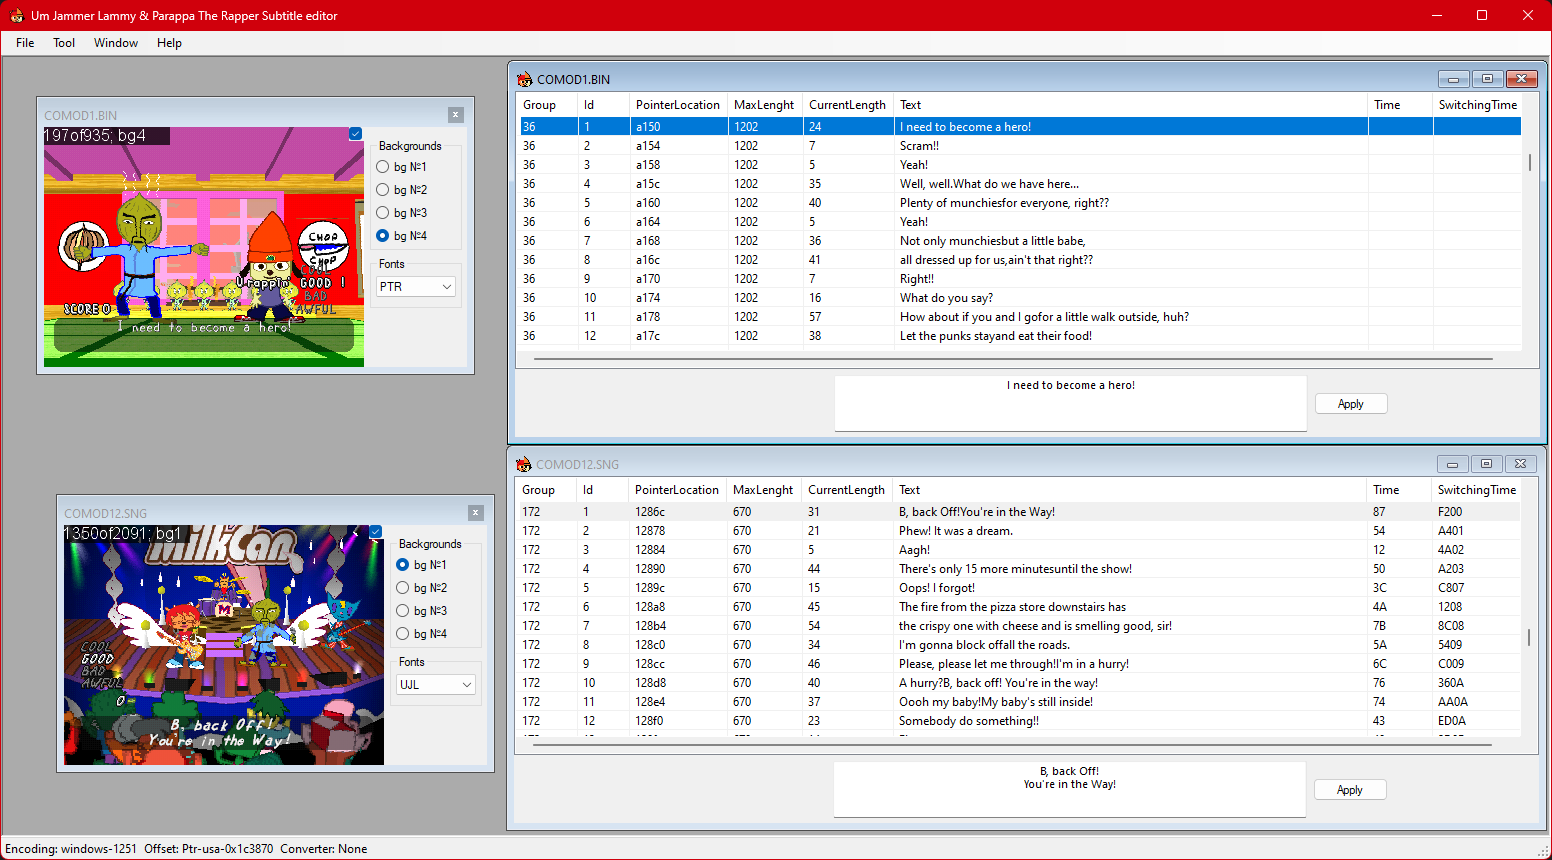 Um Jammer Lammy & Parappa The Rapper Subtitle editor
File Tool Window Help
COMOD1.BIN
197of935; bg4
CHOP
CHOP
COOL
GOOD !
BAD
AWFUL
U rappin'
SCORE 0
I need to become a hero!
Backgrounds
bg №1
bg №2
bg №3
bg №4
Fonts
PTR
COMOD1.BIN
Group Id PointerLocation MaxLenght CurrentLength Text Time SwitchingTime
36 1 a150 1202 24 I need to become a hero!
36 2 a154 1202 7 Scram!!
36 3 a158 1202 5 Yeah!
36 4 a15c 1202 35 Well, well.What do we have here...
36 5 a160 1202 40 Plenty of munchiesfor everyone, right??
36 6 a164 1202 5 Yeah!
36 7 a168 1202 36 Not only munchiesbut a little babe,
36 8 a16c 1202 41 all dressed up for us,ain't that right??
36 9 a170 1202 7 Right!!
36 10 a174 1202 16 What do you say?
36 11 a178 1202 57 How about if you and I gofor a little walk outside, huh?
36 12 a17c 1202 38 Let the punks stayand eat their food!
I need to become a hero!
Apply
COMOD12.SNG
1350of2091; bg1
MilkCan
M
COOL
GOOD
BAD
AWFUL
0
B, back Off!
You're in the Way!
Backgrounds
bg №1
bg №2
bg №3
bg №4
Fonts
UJL
COMOD12.SNG
Group Id PointerLocation MaxLenght CurrentLength Text Time SwitchingTime
172 1 1286c 670 31 B, back Off!You're in the Way! 87 F200
172 2 12878 670 21 Phew! It was a dream. 54 A401
172 3 12884 670 5 Aagh! 12 4A02
172 4 12890 670 44 There's only 15 more minutesuntil the show! 50 A203
172 5 1289c 670 15 Oops! I forgot! 3C C807
172 6 128a8 670 45 The fire from the pizza store downstairs has 4A 1208
172 7 128b4 670 54 the crispy one with cheese and is smelling good, sir! 7B 8C08
172 8 128c0 670 34 I'm gonna block offall the roads. 5A 5409
172 9 128cc 670 46 Please, please let me through!I'm in a hurry! 6C C009
172 10 128d8 670 40 A hurry?B, back off! You're in the way! 76 360A
172 11 128e4 670 37 Oooh my baby!My baby's still inside! 74 AA0A
172 12 128f0 670 23 Somebody do something!! 43 ED0A
B, back Off!
You're in the Way!
Apply
Encoding: windows-1251 Offset: Ptr-usa-0x1c3870 Converter: None